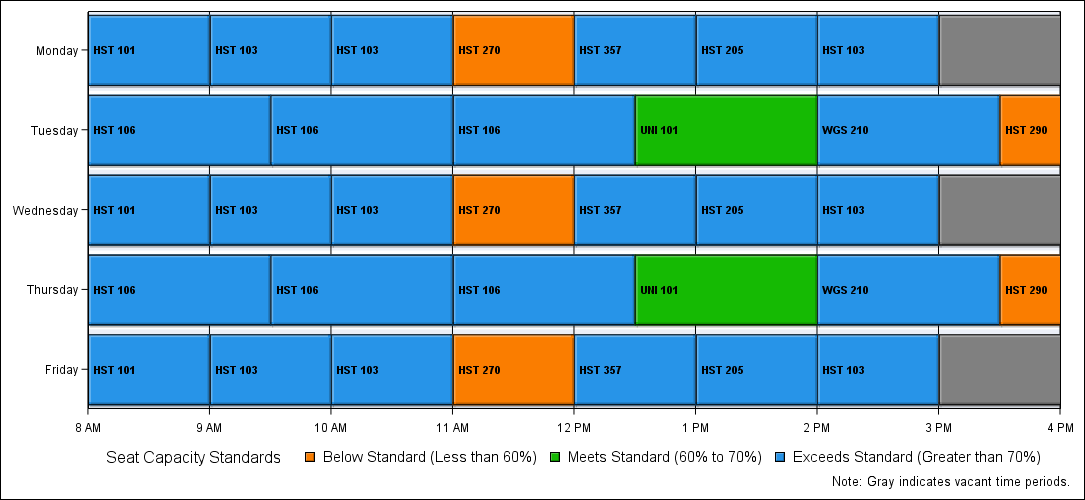 Monday HST 101 HST 103 HST 103 HST 270 HST 357 HST 205 HST 103
Tuesday HST 106 HST 106 HST 106 UNI 101 WGS 210 HST 290
Wednesday HST 101 HST 103 HST 103 HST 270 HST 357 HST 205 HST 103
Thursday HST 106 HST 106 HST 106 UNI 101 WGS 210 HST 290
Friday HST 101 HST 103 HST 103 HST 270 HST 357 HST 205 HST 103
8 AM 9 AM 10 AM 11 AM 12 PM 1 PM 2 PM 3 PM 4 PM
Seat Capacity Standards Below Standard (Less than 60%) Meets Standard (60% to 70%) Exceeds Standard (Greater than 70%)
Note: Gray indicates vacant time periods.